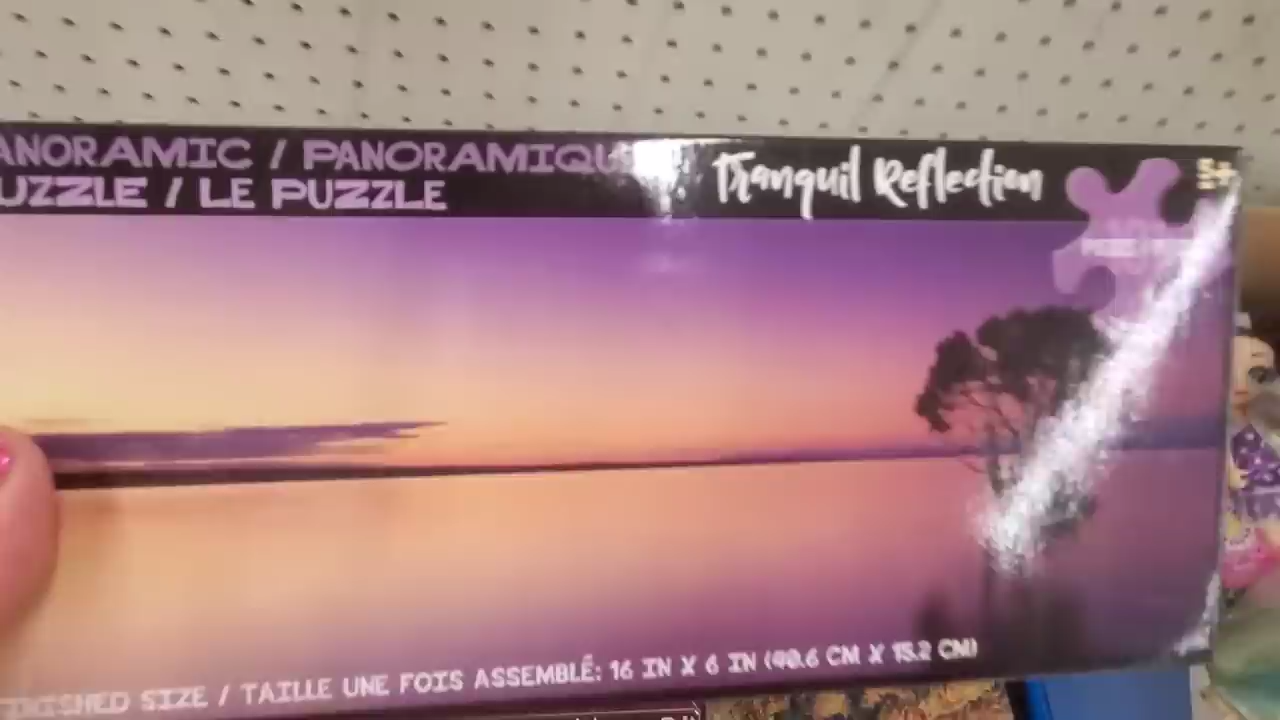 ANORAMIC / PANORAMIQU
UZZLE / LE PUZZLE
Tranquil Reflection
5+
FINISHED SIZE / TAILLE UNE FOIS ASSEMBLÉ: 16 IN X 6 IN (40.6 CM X 15.2 CM)